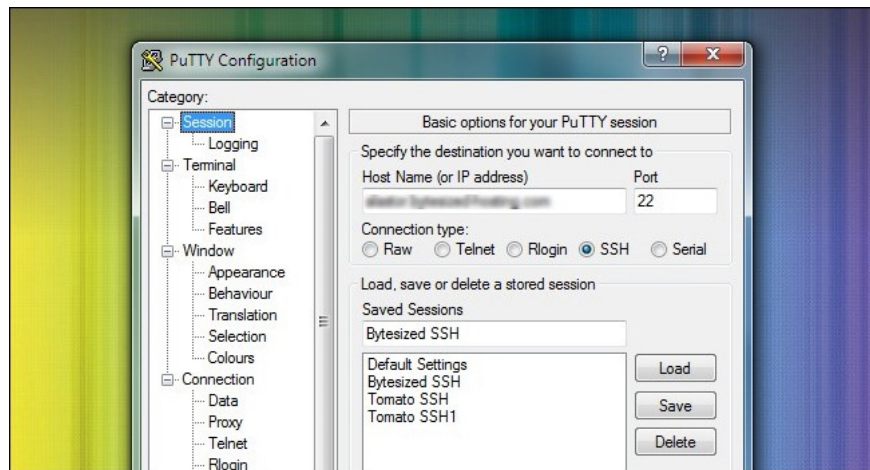 PuTTY Configuration
?
X
Category:
Session
Logging
Terminal
Keyboard
Bell
Features
Window
Appearance
Behaviour
Translation
Selection
Colours
Connection
Data
Proxy
Telnet
Rlogin
Basic options for your PuTTY session
Specify the destination you want to connect to
Host Name (or IP address) Port
22
Connection type:
Raw Telnet Rlogin SSH Serial
Load, save or delete a stored session
Saved Sessions
Bytesized SSH
Default Settings
Bytesized SSH
Tomato SSH
Tomato SSH1
Load
Save
Delete